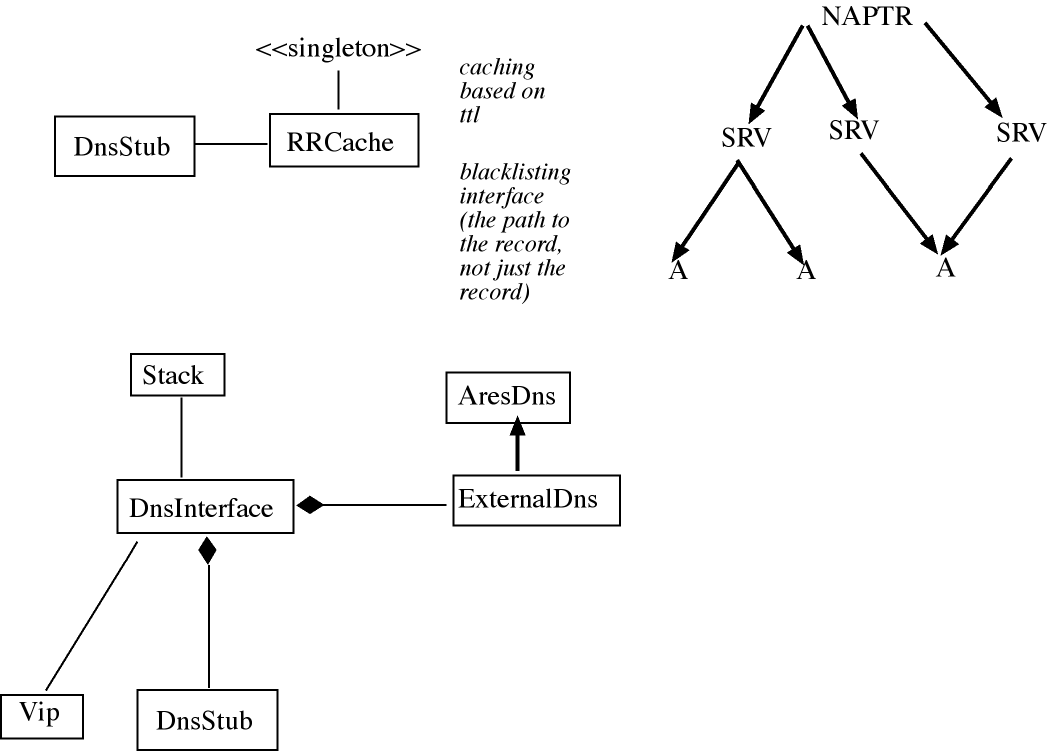 <<singleton>>
DnsStub
RRCache
caching
based on
ttl
blacklisting
interface
(the path to
the record,
not just the
record)
NAPTR
SRV
SRV
SRV
A
A
A
Stack
AresDns
DnsInterface
ExternalDns
Vip
DnsStub